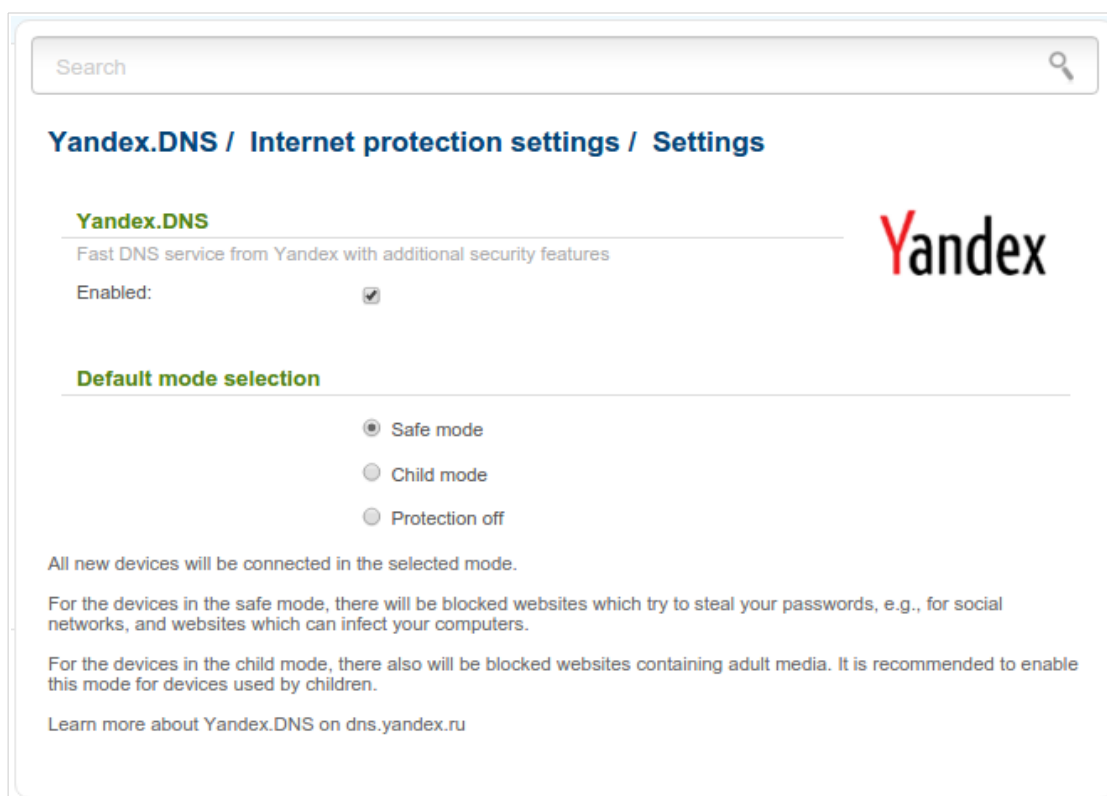 Search
Yandex.DNS / Internet protection settings / Settings
Yandex.DNS
Yandex
Fast DNS service from Yandex with additional security features
Enabled:
Default mode selection
Safe mode
Child mode
Protection off
All new devices will be connected in the selected mode.
For the devices in the safe mode, there will be blocked websites which try to steal your passwords, e.g., for social
networks, and websites which can infect your computers.
For the devices in the child mode, there also will be blocked websites containing adult media. It is recommended to enable
this mode for devices used by children.
Learn more about Yandex.DNS on dns.yandex.ru